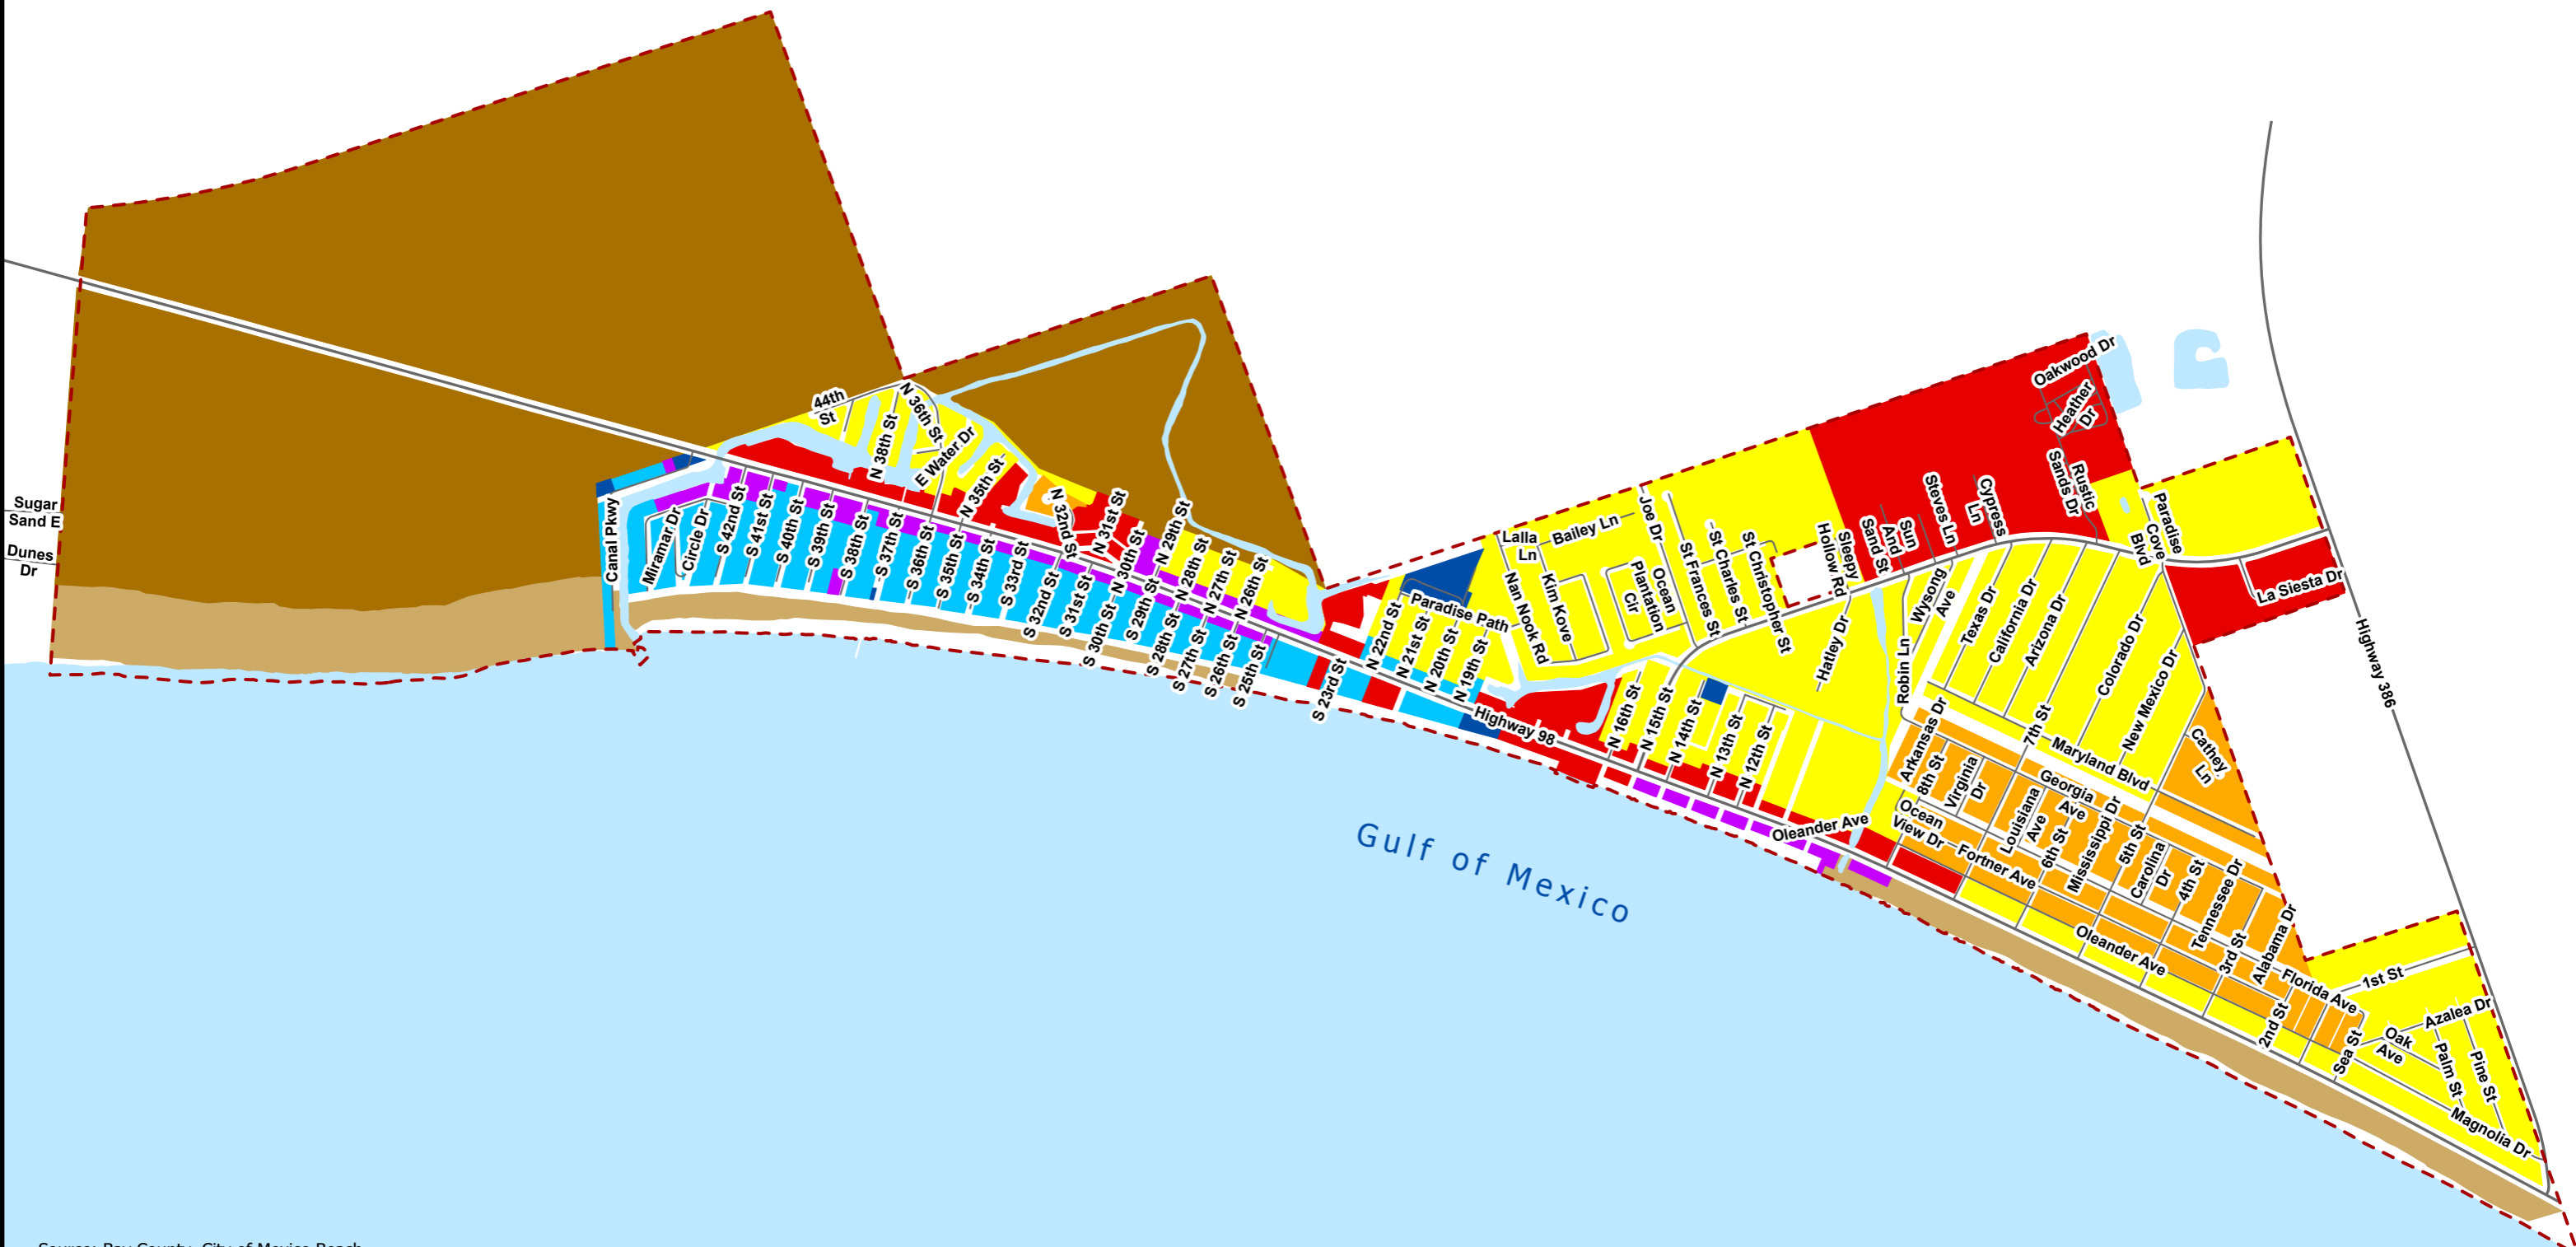 Sugar
Sand E
Dunes
Dr
44th
St
N 36th St
N 38th St
E Water Dr
N 35th St
N
32nd St
N 31st St
N 30th St
N 29th St
N 28th St
N 27th St
N 26th St
Canal Pkwy
Miramar Dr
Circle Dr
S 42nd St
S 41st St
S 40th St
S 39th St
S 38th St
S 37th St
S 36th St
S 35th St
S 34th St
S 33rd St
S 32nd St
S 31st St
S 30th St
S 29th St
S 28th St
S 27th St
S 26th St
S 25th St
S 23rd St
N 22nd St
N 21st St
N 20th St
N 19th St
Paradise Path
Highway 98
Lalla
Ln
Bailey Ln
Nan Nook Rd
Kim Kove
Joe Dr
Ocean
Plantation
Cir
St Frances St
St Charles St
St Christopher St
Sleepy
Hollow Rd
Sun
And
Sand St
Steves Ln
Cypress
Ln
Oakwood Dr
Heather
Dr
Rustic
Sands Dr
Paradise
Cove
Blvd
La Siesta Dr
Highway 386
Hatley Dr
Robin Ln
Wysong
Ave
Texas Dr
California Dr
Arizona Dr
Colorado Dr
New Mexico Dr
Cathey
Ln
N 16th St
N 15th St
N 14th St
N 13th St
N 12th St
Oleander Ave
Arkansas Dr
8th St
Virginia
Dr
7th St
Maryland Blvd
Georgia
Ave
Ocean
View Dr
Fortner Ave
Louisiana
Ave
6th St
Mississippi Dr
5th St
Carolina
Dr
4th St
Tennessee Dr
3rd St
Alabama Dr
Oleander Ave
Florida Ave
2nd St
Sea St
1st St
Azalea Dr
Oak
Ave
Palm St
Pine St
Magnolia Dr
Gulf of Mexico
Source: Bay County, City of Mexico Beach